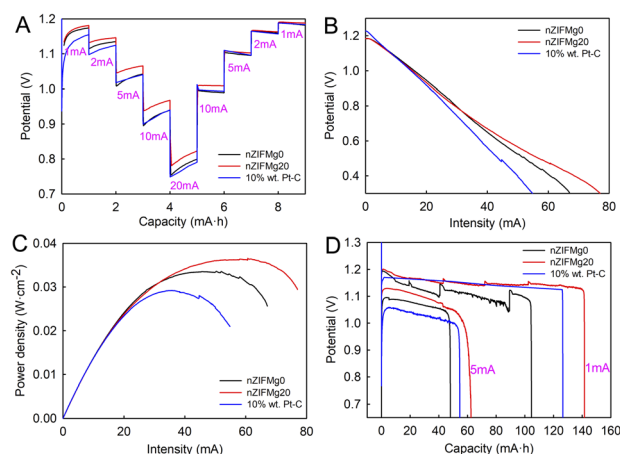 A
1.2
1.1
1.0
0.9
0.8
0.7
Potential (V)
1mA
2mA
5mA
10mA
20mA
10mA
5mA
2mA
1mA
nZIFMg0
nZIFMg20
10% wt. Pt-C
0 2 4 6 8
Capacity (mA·h)
B
1.2
1.0
0.8
0.6
0.4
Potential (V)
nZIFMg0
nZIFMg20
10% wt. Pt-C
0 20 40 60 80
Intensity (mA)
C
0.04
0.03
0.02
0.01
0.00
Power density (W·cm-2)
nZIFMg0
nZIFMg20
10% wt. Pt-C
0 20 40 60 80
Intensity (mA)
D
1.3
1.2
1.1
1.0
0.9
0.8
0.7
Potential (V)
nZIFMg0
nZIFMg20
10% wt. Pt-C
5mA
1mA
0 20 40 60 80 100 120 140 160
Capacity (mA·h)